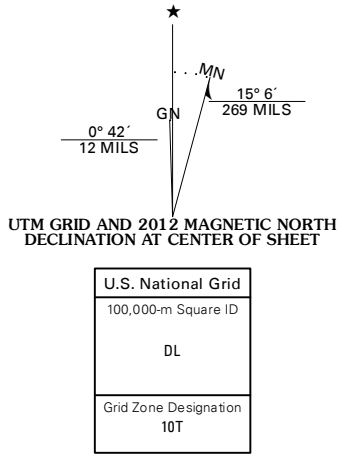 ★
MN
15° 6´
269 MILS
GN
0° 42´
12 MILS
UTM GRID AND 2012 MAGNETIC NORTH
DECLINATION AT CENTER OF SHEET
U.S. National Grid
100,000-m Square ID
DL
Grid Zone Designation
10T